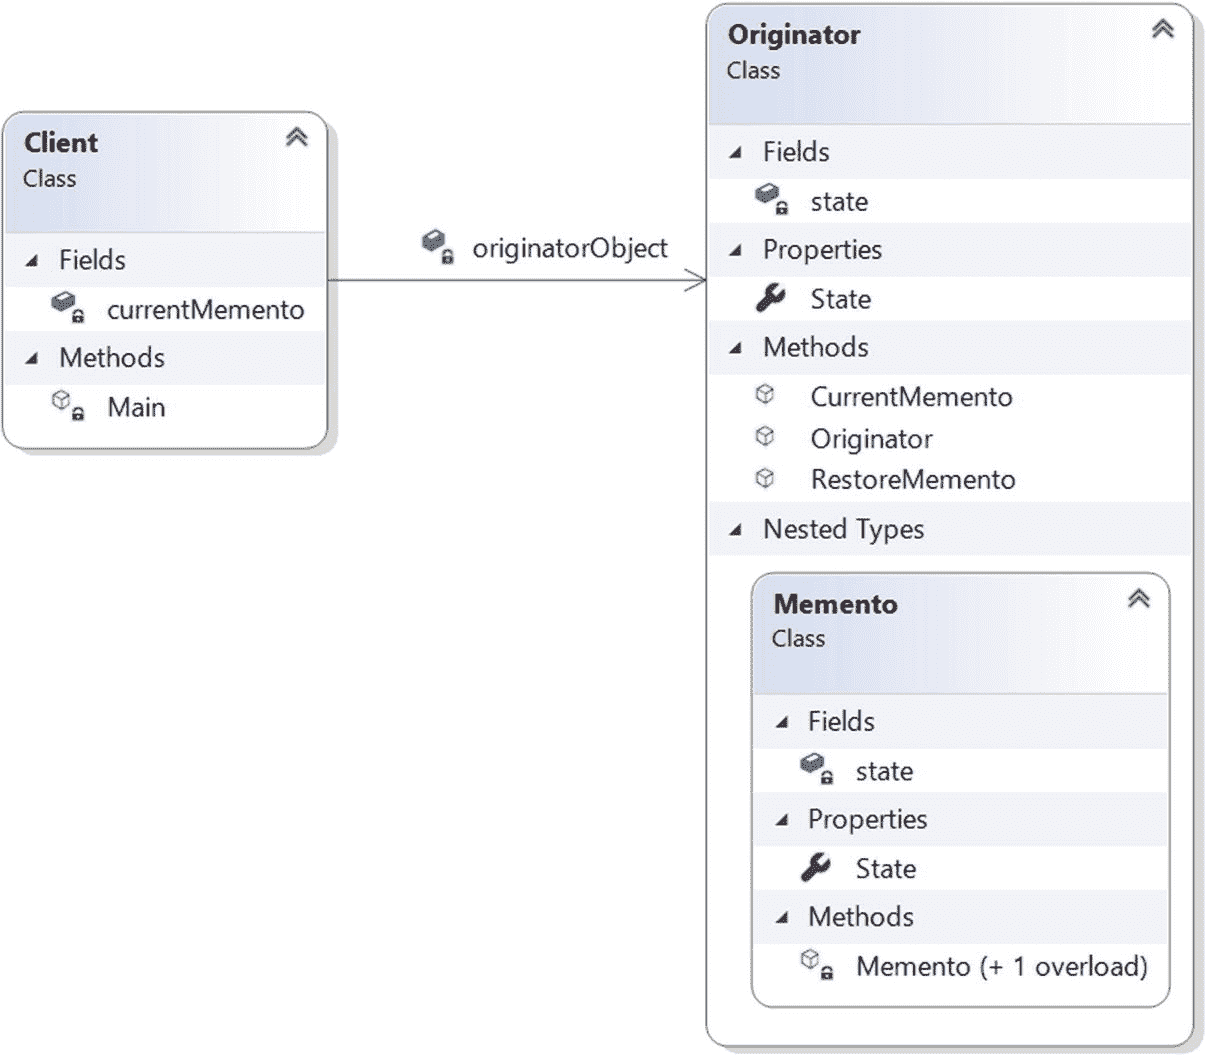 Client
Class
Fields
currentMemento
Methods
Main
originatorObject
Originator
Class
Fields
state
Properties
State
Methods
CurrentMemento
Originator
RestoreMemento
Nested Types
Memento
Class
Fields
state
Properties
State
Methods
Memento (+ 1 overload)